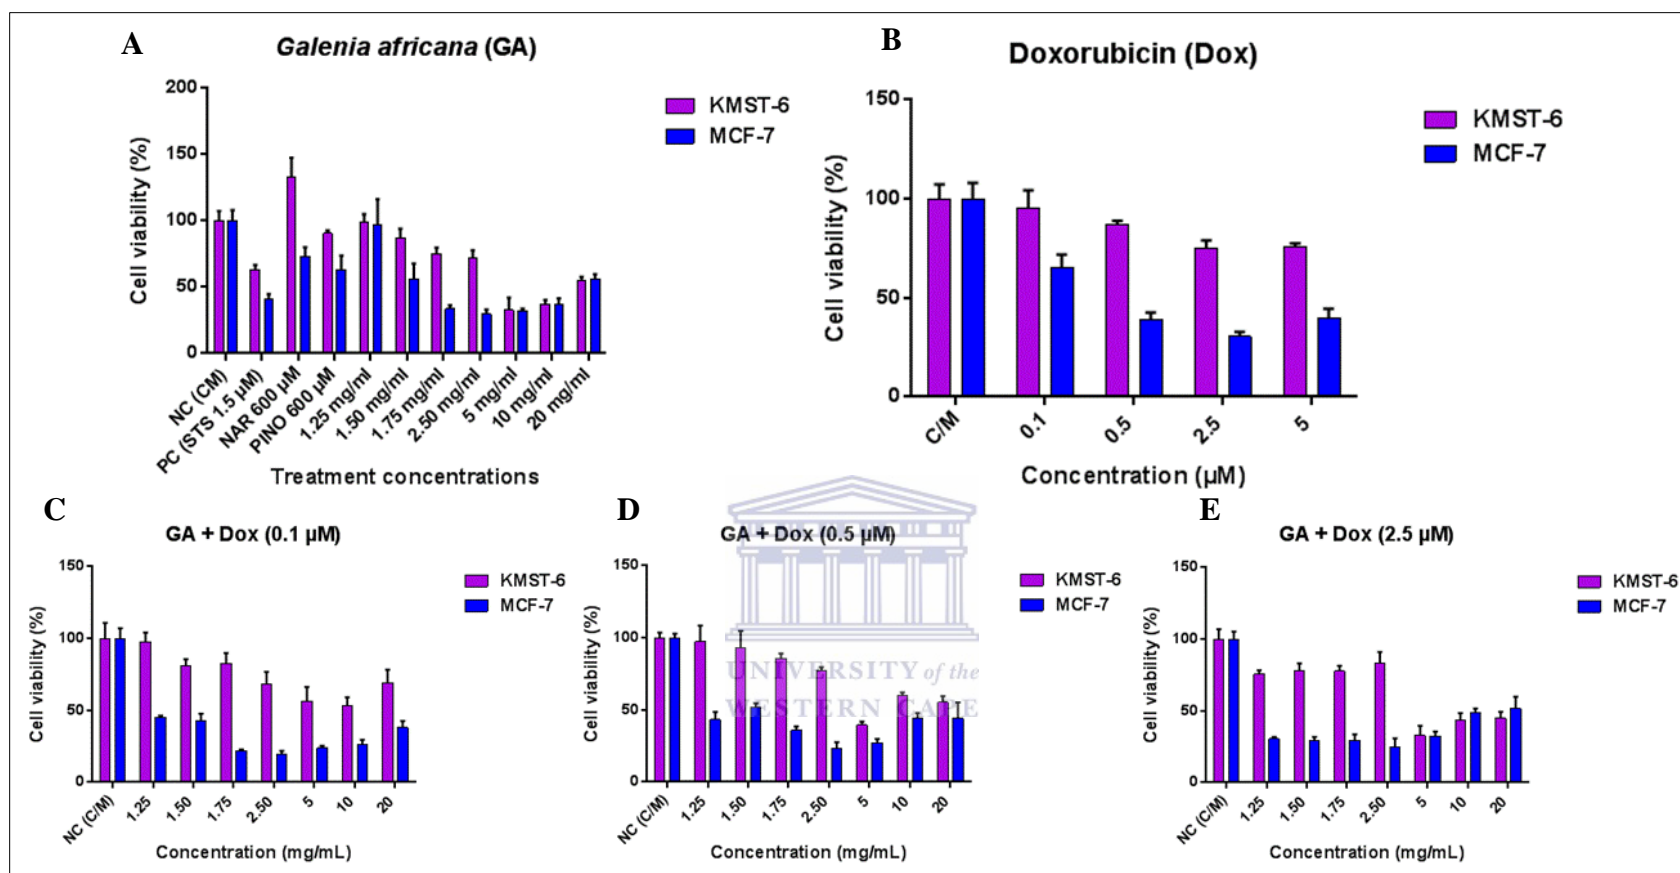 A
Galenia africana (GA)
200
150
100
50
0
Cell viability (%)
KMST-6
MCF-7
NC (CM)
PC (STS 1.5 µM)
NAR 600 µM
PINO 600 µM
1.25 mg/ml
1.50 mg/ml
1.75 mg/ml
2.50 mg/ml
5 mg/ml
10 mg/ml
20 mg/ml
Treatment concentrations
B
Doxorubicin (Dox)
150
100
50
0
Cell viability (%)
KMST-6
MCF-7
C/M
0.1
0.5
2.5
5
Concentration (µM)
C
GA + Dox (0.1 µM)
150
100
50
0
Cell viability (%)
KMST-6
MCF-7
NC (C/M)
1.25
1.50
1.75
2.50
5
10
20
Concentration (mg/mL)
D
GA + Dox (0.5 µM)
150
100
50
0
Cell viability (%)
KMST-6
MCF-7
NC (C/M)
1.25
1.50
1.75
2.50
5
10
20
Concentration (mg/mL)
UNIVERSITY of the
WESTERN CAPE
E
GA + Dox (2.5 µM)
150
100
50
0
Cell viability (%)
KMST-6
MCF-7
NC (C/M)
1.25
1.50
1.75
2.50
5
10
20
Concentration (mg/mL)